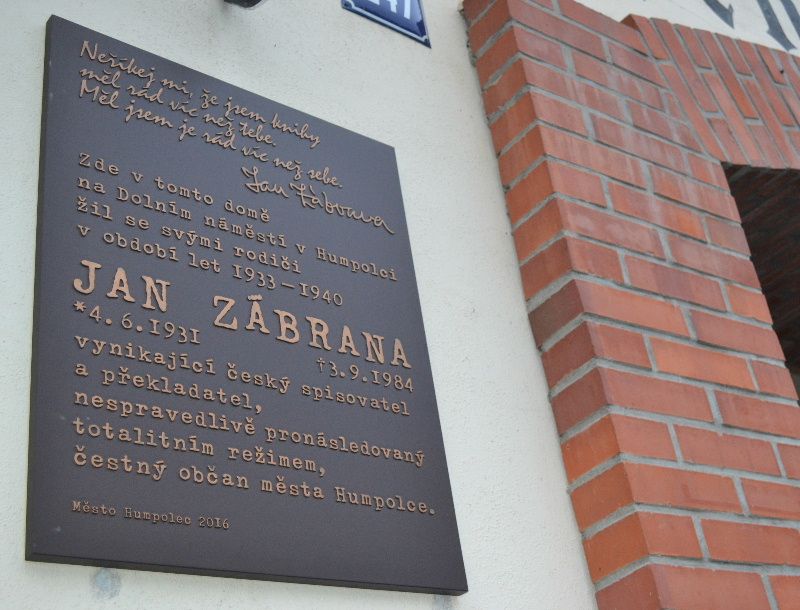 Neříkej mi, že jsem knihy
měl rád víc než tebe.
Měl jsem je rád víc než sebe.
Jan Zábrana
Zde v tomto domě
na Dolním náměstí v Humpolci
žil se svými rodiči
v období let 1933-1940
JAN ZÁBRANA
*4.6.1931 †3.9.1984
vynikající český spisovatel
a překladatel,
nespravedlivě pronásledovaný
totalitním režimem,
čestný občan města Humpolce.
Město Humpolec 2016